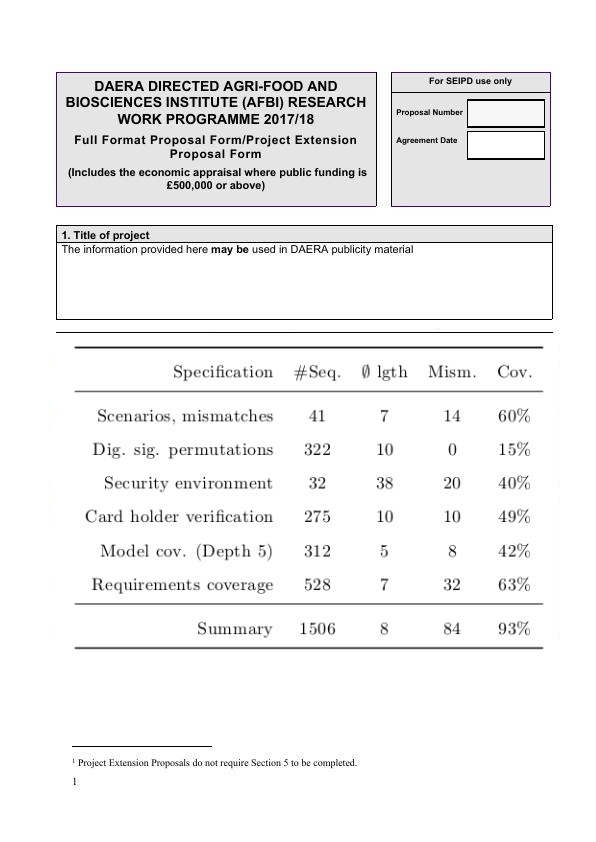 DAERA DIRECTED AGRI-FOOD AND
BIOSCIENCES INSTITUTE (AFBI) RESEARCH
WORK PROGRAMME 2017/18
Full Format Proposal Form/Project Extension
Proposal Form
(Includes the economic appraisal where public funding is
£500,000 or above)
For SEIPD use only
Proposal Number
Agreement Date
1. Title of project
The information provided here may be used in DAERA publicity material
Specification #Seq. ∅ lgth Mism. Cov.
Scenarios, mismatches 41 7 14 60%
Dig. sig. permutations 322 10 0 15%
Security environment 32 38 20 40%
Card holder verification 275 10 10 49%
Model cov. (Depth 5) 312 5 8 42%
Requirements coverage 528 7 32 63%
Summary 1506 8 84 93%
1 Project Extension Proposals do not require Section 5 to be completed.
1